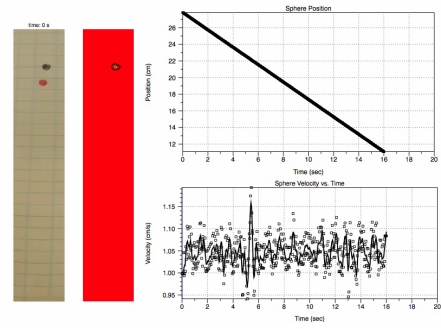 time: 0 s
Sphere Position
Position (cm)
26
24
22
20
18
16
14
12
0 2 4 6 8 10 12 14 16 18 20
Time (sec)
Sphere Velocity vs. Time
Velocity (cm/s)
1.15
1.10
1.05
1.00
0.95
0 2 4 6 8 10 12 14 16 18 20
Time (sec)